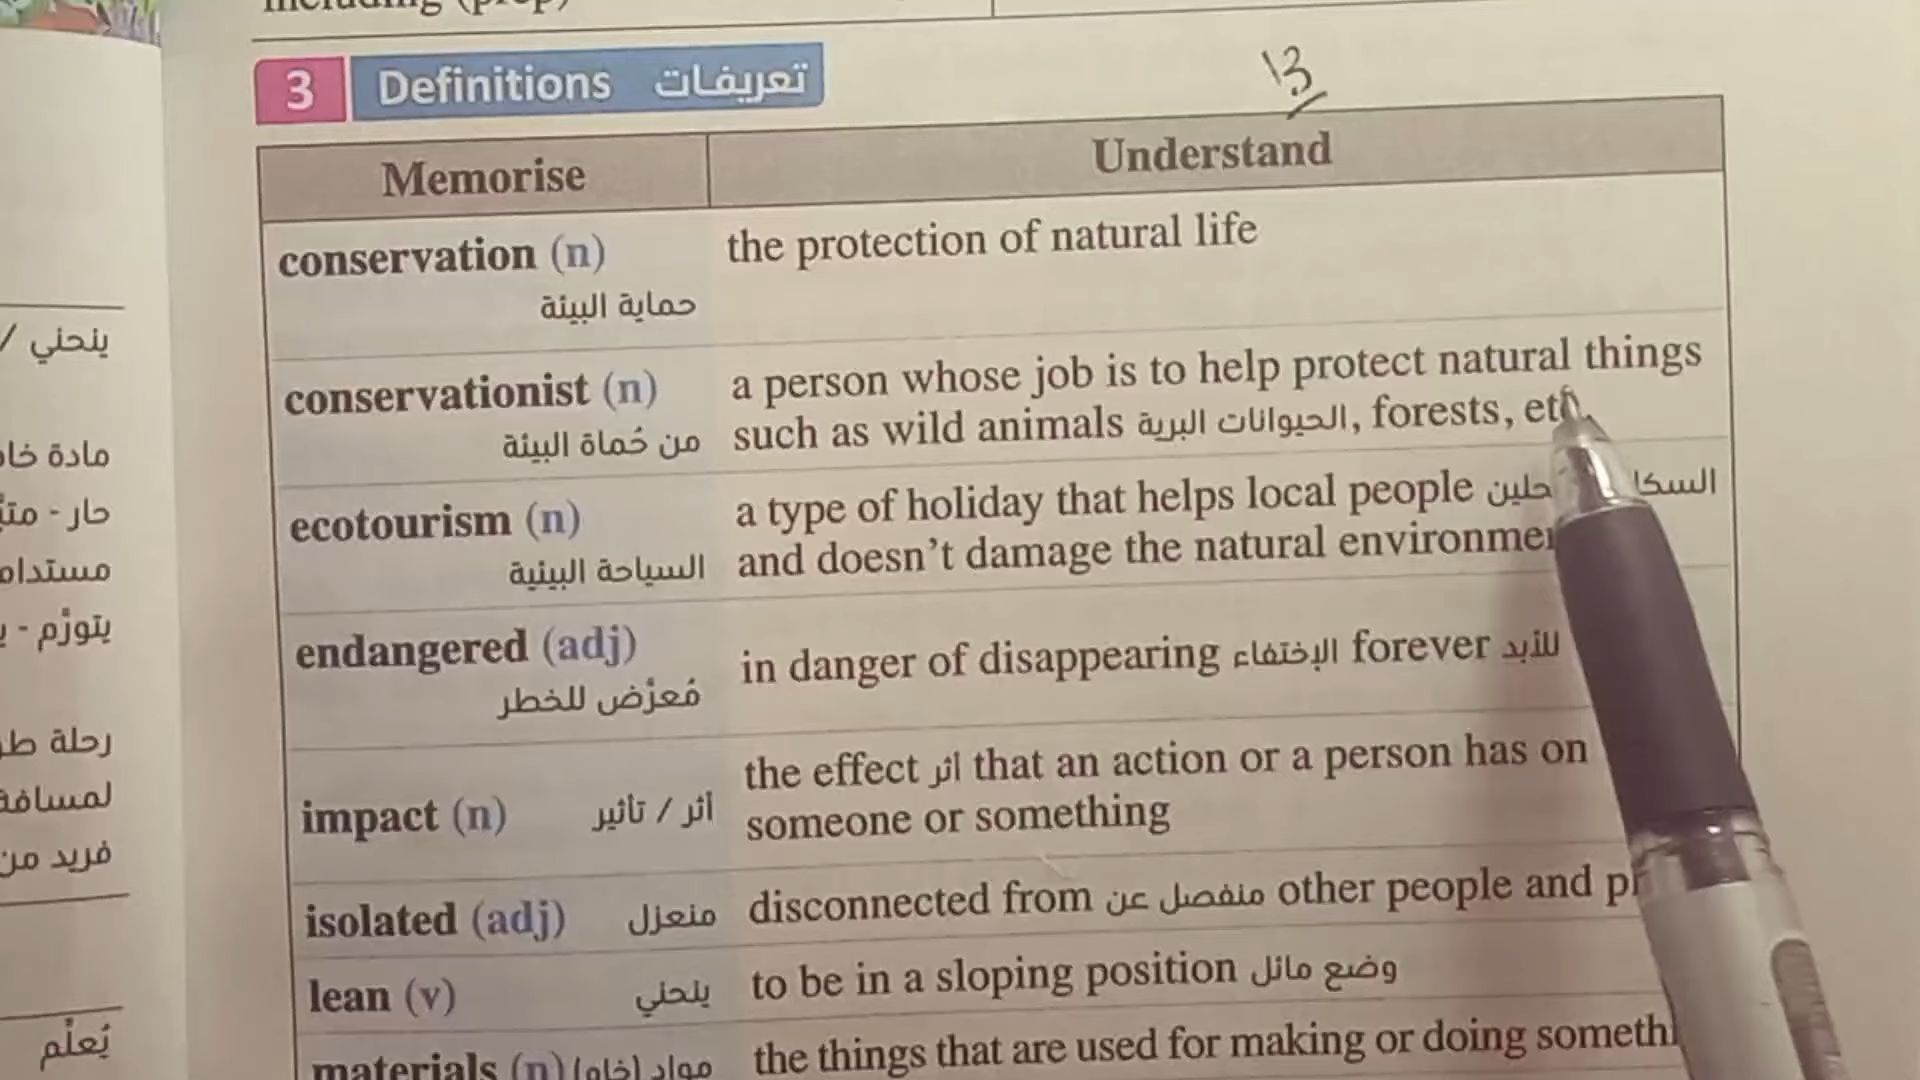 including (prep)
3 Definitions تعريفات
13
Memorise Understand
conservation (n) the protection of natural life
حماية البيئة
conservationist (n) a person whose job is to help protect natural things
من حُماة البيئة such as wild animals الحيوانات البرية, forests,
ecotourism (n) a type of holiday that helps local people
السياحة البيئية and doesn't damage the natural
endangered (adj) in danger of disappearing الإختفاء forever للأبد
مُعرَّض للخطر
impact (n) أثر / تأثير the effect أثر that an action or a person has on
someone or something
isolated (adj) منعزل disconnected from منفصل عن other people and
lean (v) ينحني to be in a sloping position وضع مائل
materials (n) مواد (خام) the things that are used for making or doing
ينحني /
مادة
حار -
يتورَّم -
رحلة
لمسافة
فريد من
يُعلِّم